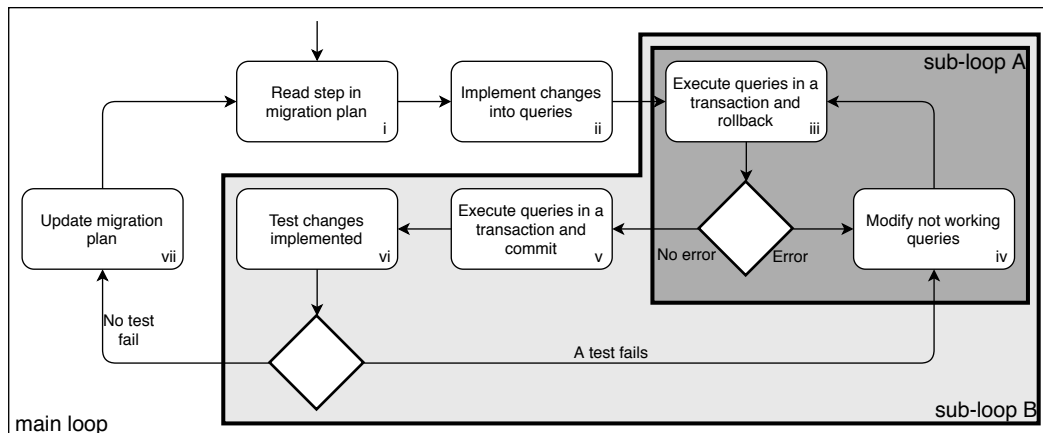 sub-loop A
Read step in
migration plan
i
Implement changes
into queries
ii
Execute queries in a
transaction and
rollback
iii
Update migration
plan
vii
Test changes
implemented
vi
Execute queries in a
transaction and
commit
v
No error
Error
Modify not working
queries
iv
No test
fail
A test fails
main loop
sub-loop B